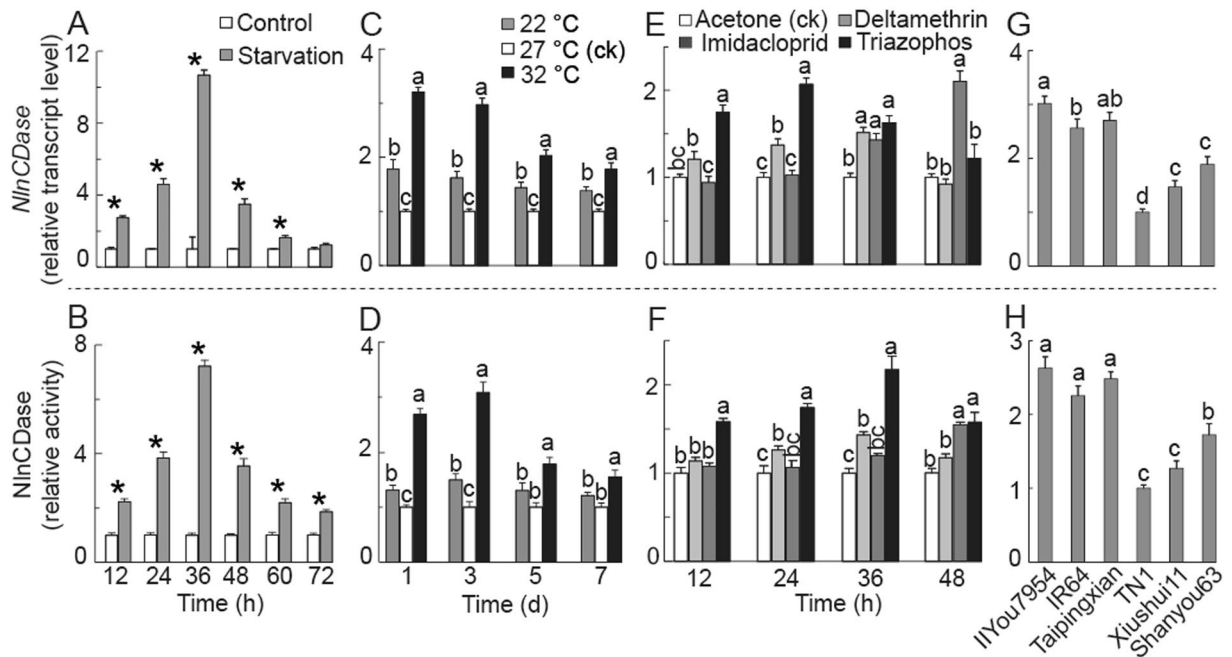 A
Control
Starvation
NlnCDase
(relative transcript level)
12
8
4
0
*
*
*
*
*
C
22 °C
27 °C (ck)
32 °C
4
2
0
b c a
b c a
b c a
b c a
E
Acetone (ck)
Deltamethrin
Imidacloprid
Triazophos
3
2
1
0
bc b c a
c b c a
b a a a
b b a b
G
4
2
0
a b ab d c c
B
NlnCDase
(relative activity)
8
4
0
*
*
*
*
*
*
12 24 36 48 60 72
Time (h)
D
4
2
0
b c a
b c a
b b a
b b a
1 3 5 7
Time (d)
F
2
1
0
b b b a
c b bc a
c b bc a
b b a a
12 24 36 48
Time (h)
H
3
2
1
0
a a a c c b
IIYou7954
IR64
Taipingxian
TN1
Xiushui11
Shanyou63